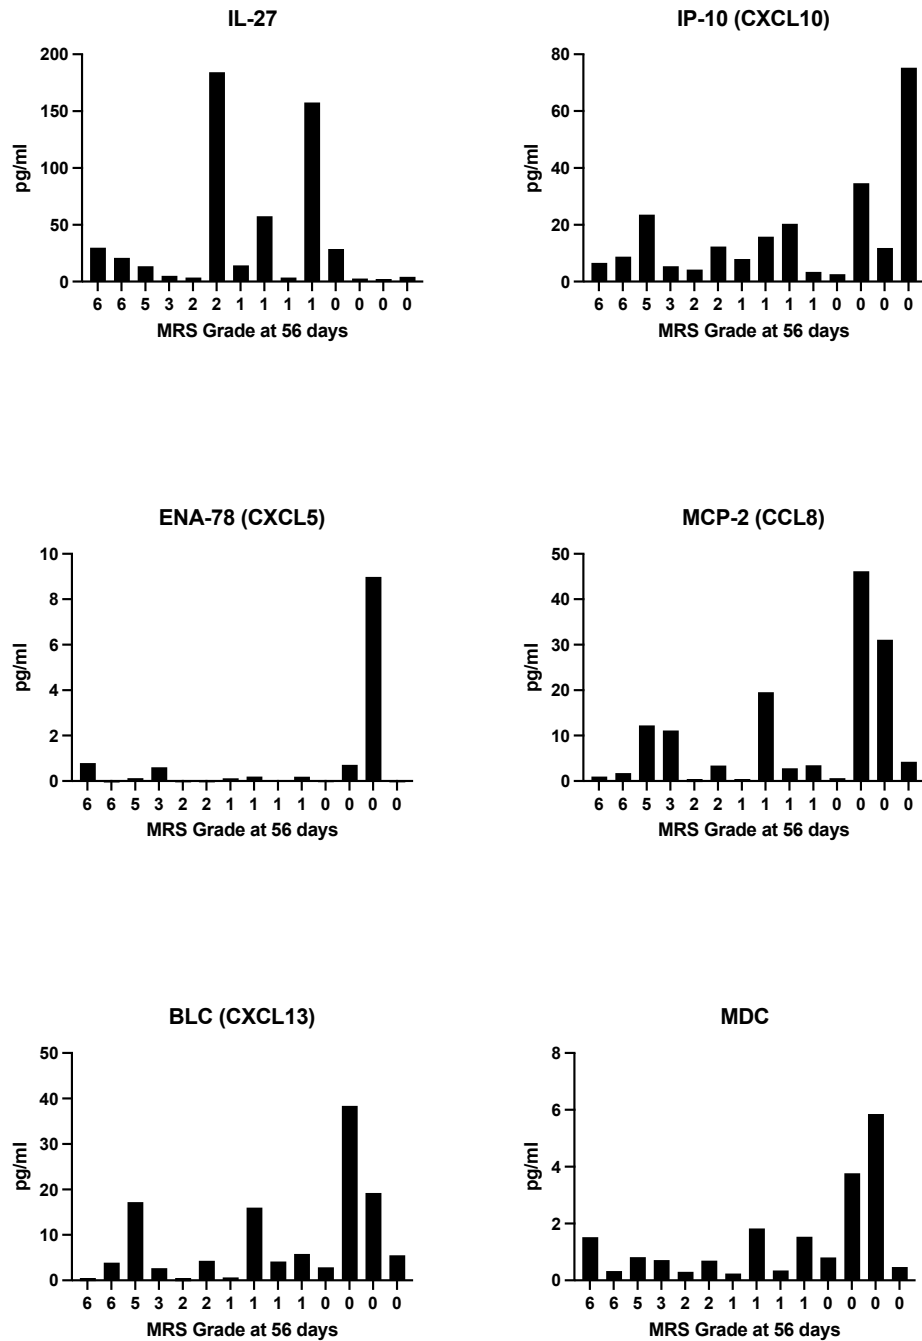 IL-27
200
150
100
50
0
pg/ml
6 6 5 3 2 2 1 1 1 1 0 0 0 0
MRS Grade at 56 days
IP-10 (CXCL10)
80
60
40
20
0
pg/ml
6 6 5 3 2 2 1 1 1 1 0 0 0 0
MRS Grade at 56 days
ENA-78 (CXCL5)
10
8
6
4
2
0
pg/ml
6 6 5 3 2 2 1 1 1 1 0 0 0 0
MRS Grade at 56 days
MCP-2 (CCL8)
50
40
30
20
10
0
pg/ml
6 6 5 3 2 2 1 1 1 1 0 0 0 0
MRS Grade at 56 days
BLC (CXCL13)
50
40
30
20
10
0
pg/ml
6 6 5 3 2 2 1 1 1 1 0 0 0 0
MRS Grade at 56 days
MDC
8
6
4
2
0
pg/ml
6 6 5 3 2 2 1 1 1 1 0 0 0 0
MRS Grade at 56 days